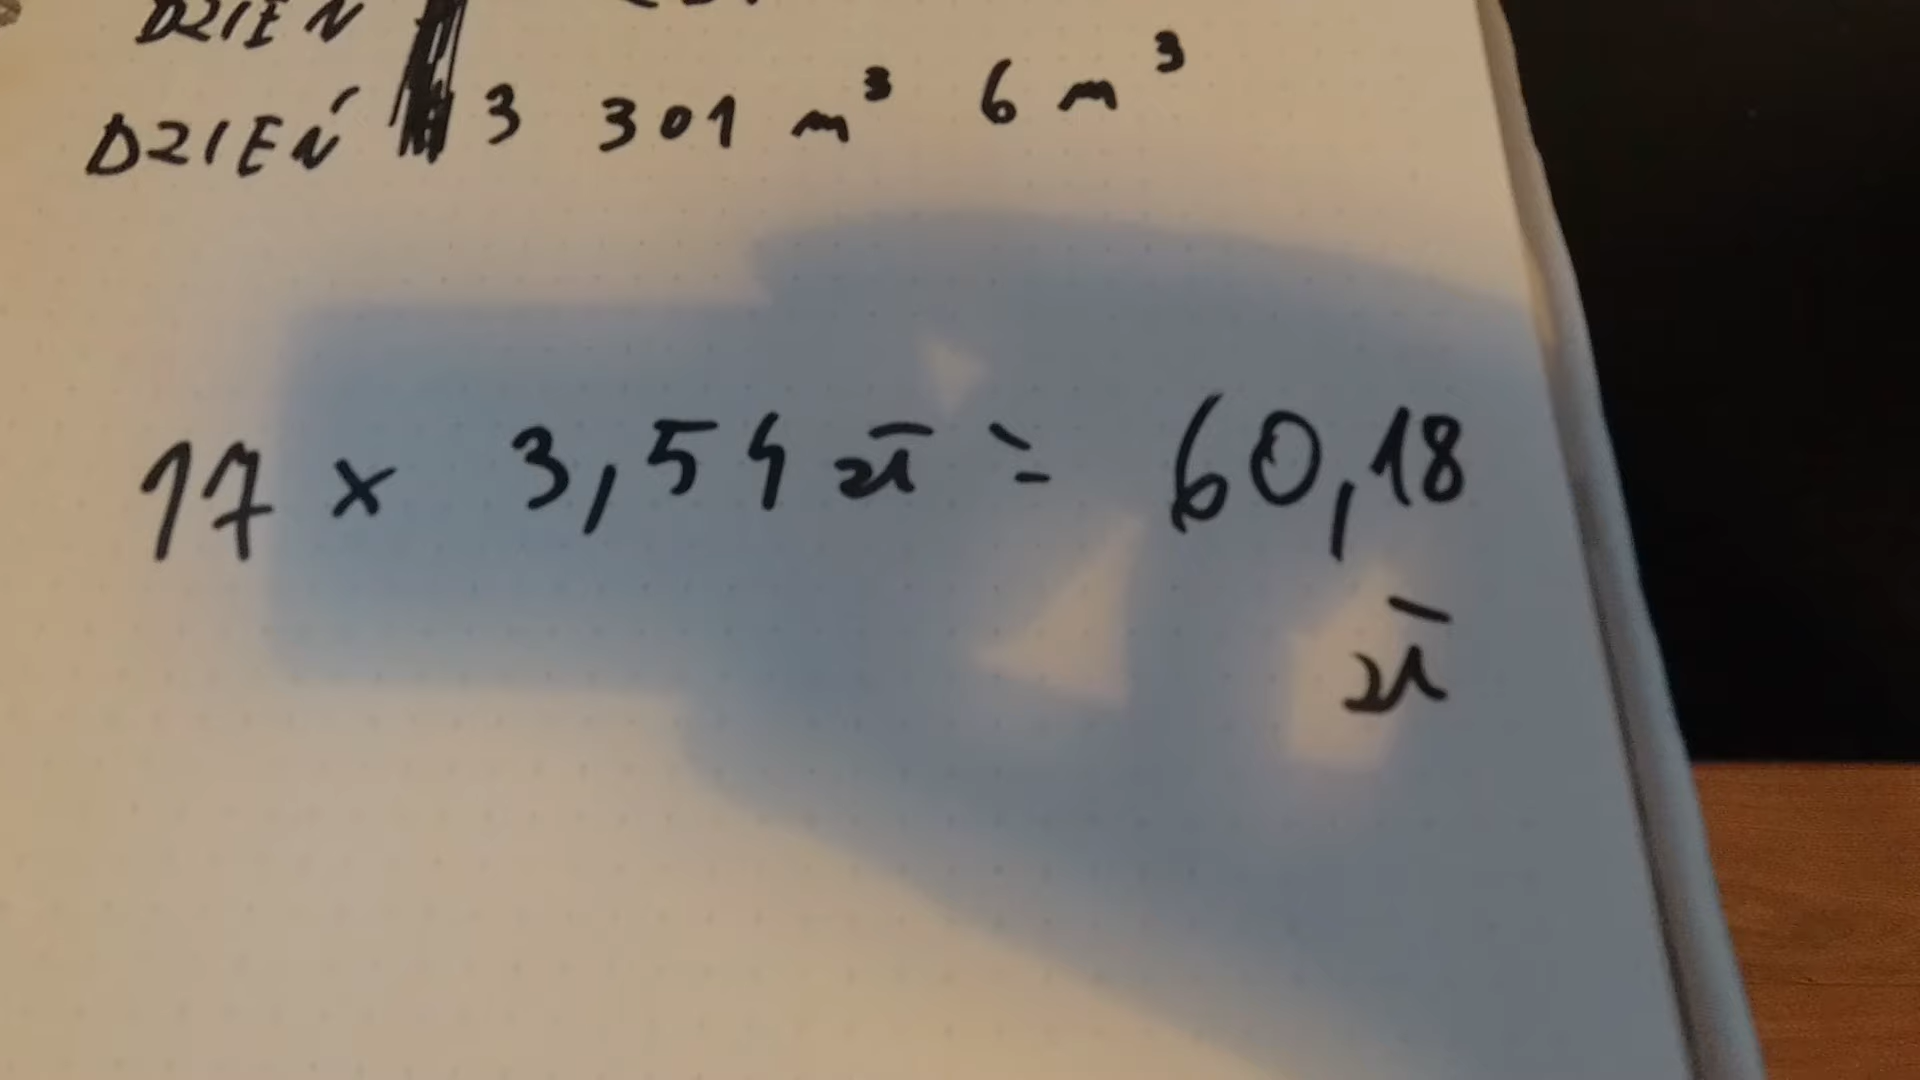 DZIEŃ
DZIEŃ 3 301 m³ 6 m³
17 x 3,54 zł = 60,18
zł